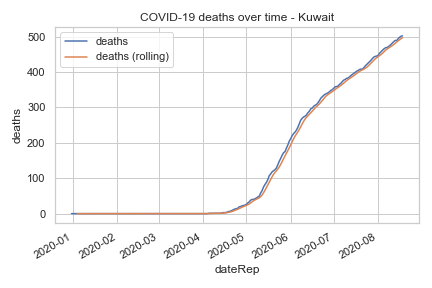 COVID-19 deaths over time - Kuwait
deaths
deaths (rolling)
500
400
300
200
100
0
deaths
2020-01
2020-02
2020-03
2020-04
2020-05
2020-06
2020-07
2020-08
dateRep